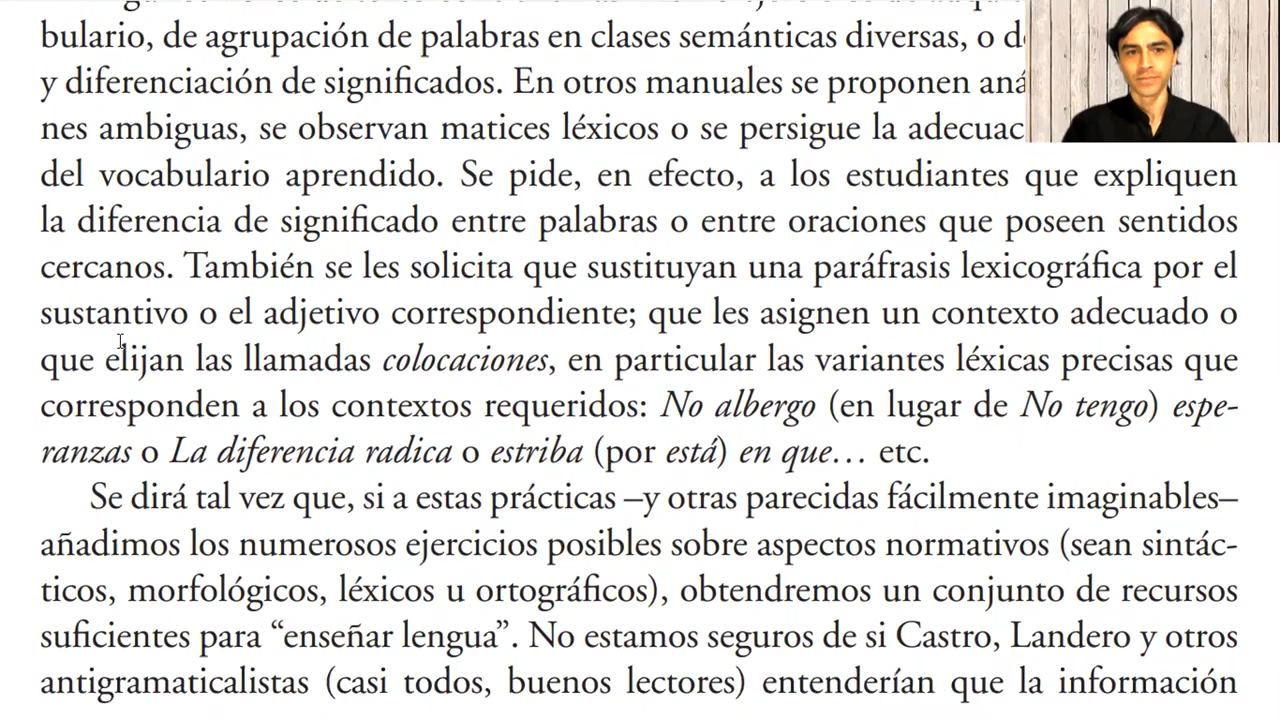 bulario, de agrupación de palabras en clases semánticas diversas, o
y diferenciación de significados. En otros manuales se proponen
nes ambiguas, se observan matices léxicos o se persigue la
del vocabulario aprendido. Se pide, en efecto, a los estudiantes que expliquen
la diferencia de significado entre palabras o entre oraciones que poseen sentidos
cercanos. También se les solicita que sustituyan una paráfrasis lexicográfica por el
sustantivo o el adjetivo correspondiente; que les asignen un contexto adecuado o
que elijan las llamadas colocaciones, en particular las variantes léxicas precisas que
corresponden a los contextos requeridos: No albergo (en lugar de No tengo) espe-
ranzas o La diferencia radica o estriba (por está) en que… etc.
Se dirá tal vez que, si a estas prácticas –y otras parecidas fácilmente imaginables–
añadimos los numerosos ejercicios posibles sobre aspectos normativos (sean sintác-
ticos, morfológicos, léxicos u ortográficos), obtendremos un conjunto de recursos
suficientes para “enseñar lengua”. No estamos seguros de si Castro, Landero y otros
antigramaticalistas (casi todos, buenos lectores) entenderían que la información